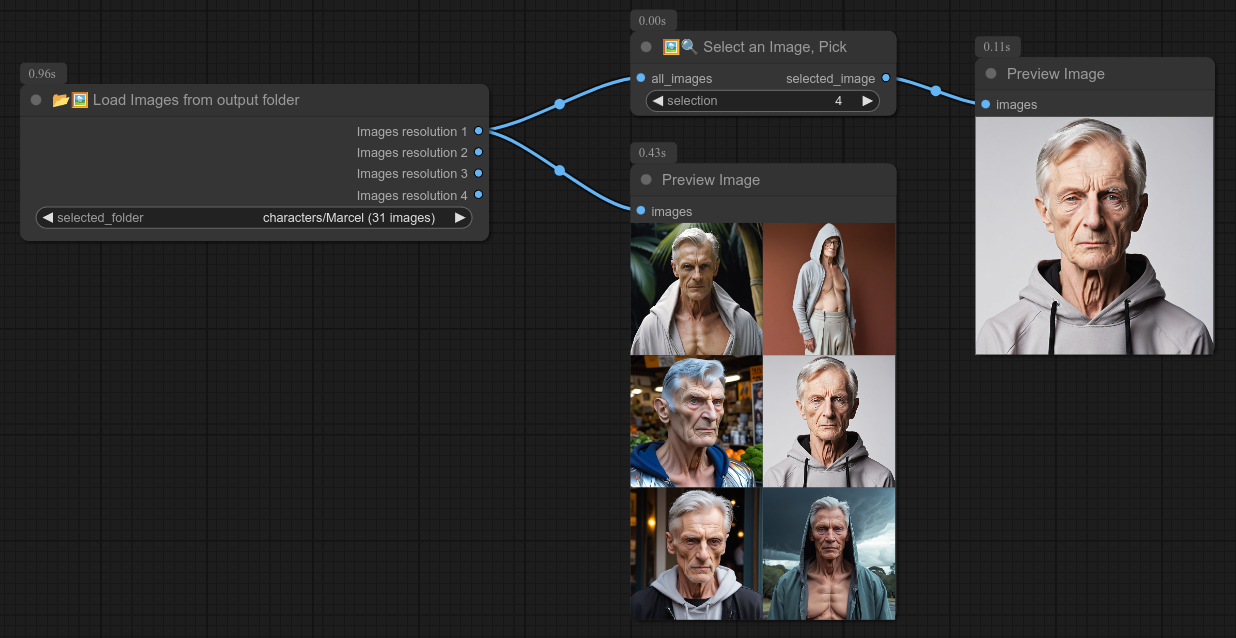 0.96s
📂🖼️ Load Images from output folder
Images resolution 1
Images resolution 2
Images resolution 3
Images resolution 4
◀ selected_folder characters/Marcel (31 images) ▶
0.00s
🖼️🔍 Select an Image, Pick
all_images selected_image
◀ selection 4 ▶
0.43s
Preview Image
images
0.11s
Preview Image
images